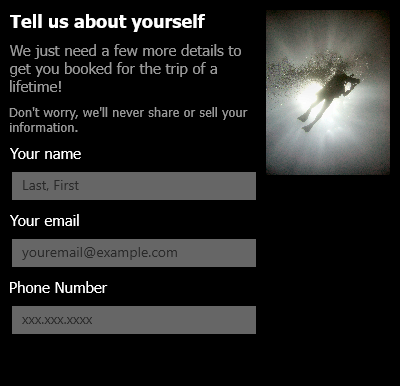 Tell us about yourself
We just need a few more details to
get you booked for the trip of a
lifetime!
Don't worry, we'll never share or sell your
information.
Your name
Last, First
Your email
youremail@example.com
Phone Number
xxx.xxx.xxxx